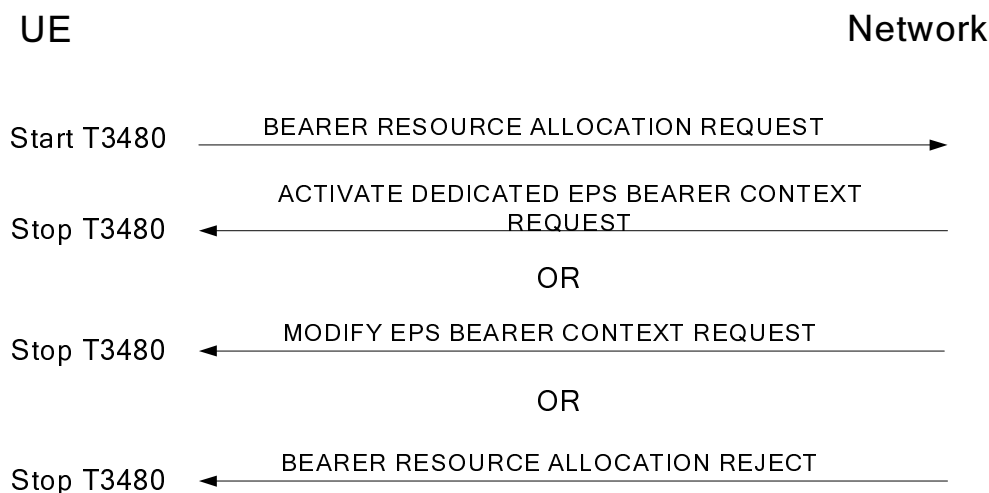 UE
Network
Start T3480
BEARER RESOURCE ALLOCATION REQUEST
ACTIVATE DEDICATED EPS BEARER CONTEXT
REQUEST
Stop T3480
OR
MODIFY EPS BEARER CONTEXT REQUEST
Stop T3480
OR
BEARER RESOURCE ALLOCATION REJECT
Stop T3480